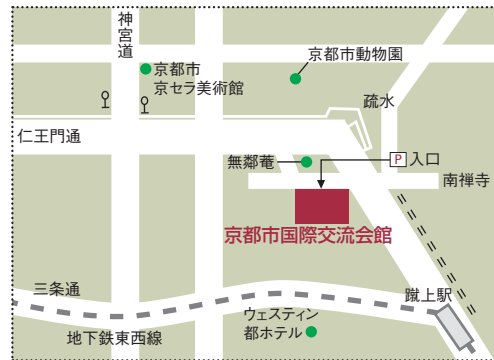 神宮道
京都市
京セラ美術館
京都市動物園
疏水
仁王門通
無鄰菴
P入口
南禅寺
京都市国際交流会館
三条通
蹴上駅
地下鉄東西線
ウェスティン
都ホテル